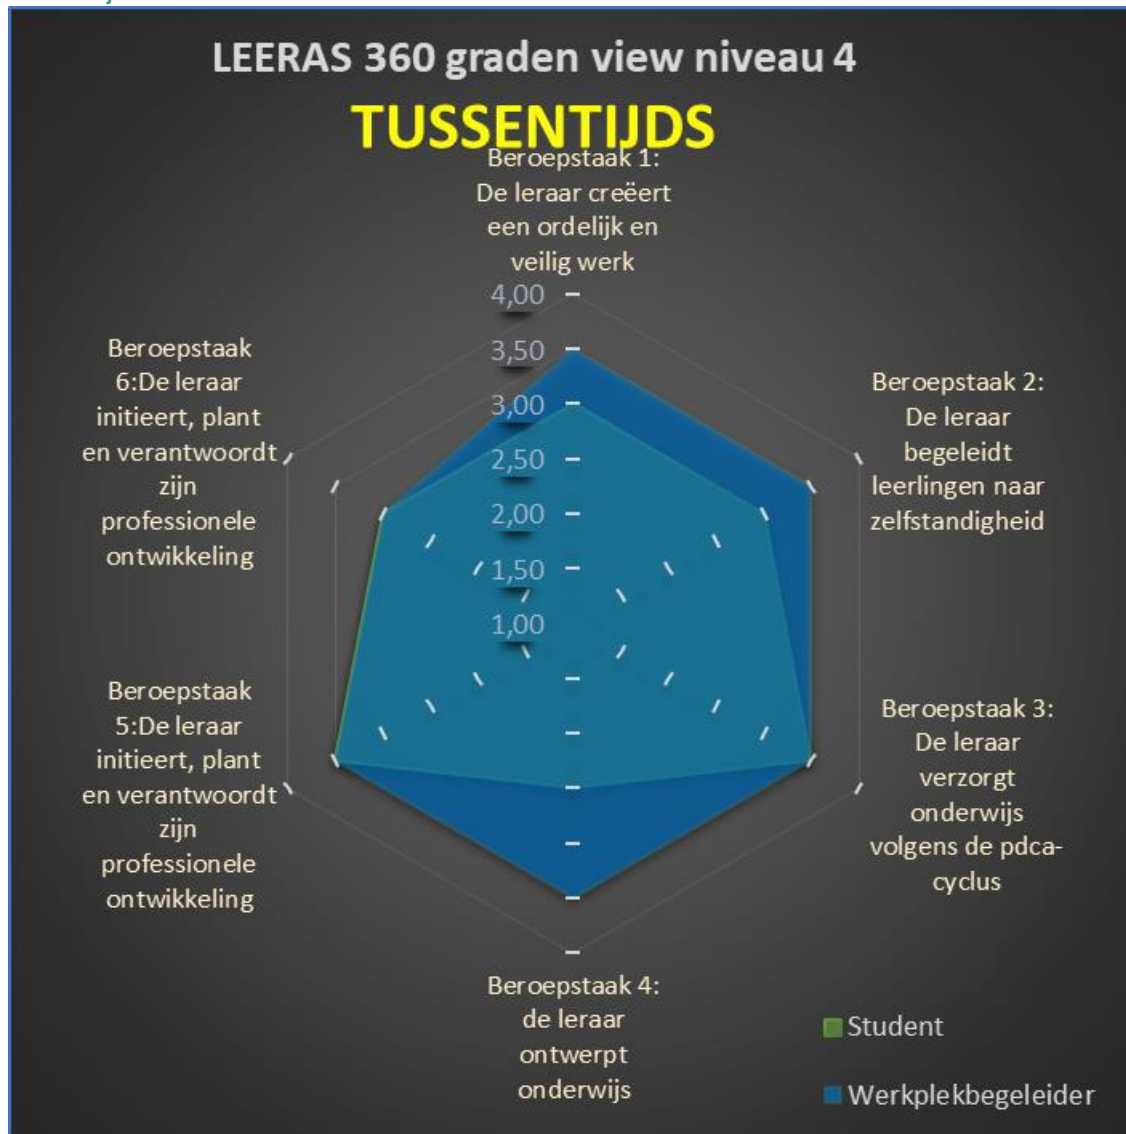 LEERAS 360 graden view niveau 4
TUSSENTIJDS
Beroepstaak 1:
De leraar creëert
een ordelijk en
veilig werk
4,00
3,50
3,00
2,50
2,00
1,50
1,00
Beroepstaak 2:
De leraar
begeleidt
leerlingen naar
zelfstandigheid
Beroepstaak 3:
De leraar
verzorgt
onderwijs
volgens de pdca-
cyclus
Beroepstaak 4:
de leraar
ontwerpt
onderwijs
Beroepstaak
5:De leraar
initieert, plant
en verantwoordt
zijn
professionele
ontwikkeling
Beroepstaak
6:De leraar
initieert, plant
en verantwoordt
zijn
professionele
ontwikkeling
Student
Werkplekbegeleider